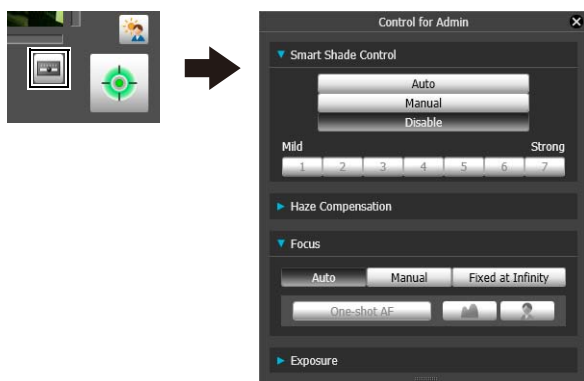 Control for Admin
Smart Shade Control
Auto
Manual
Disable
Mild Strong
1 2 3 4 5 6 7
Haze Compensation
Focus
Auto Manual Fixed at Infinity
One-shot AF
Exposure